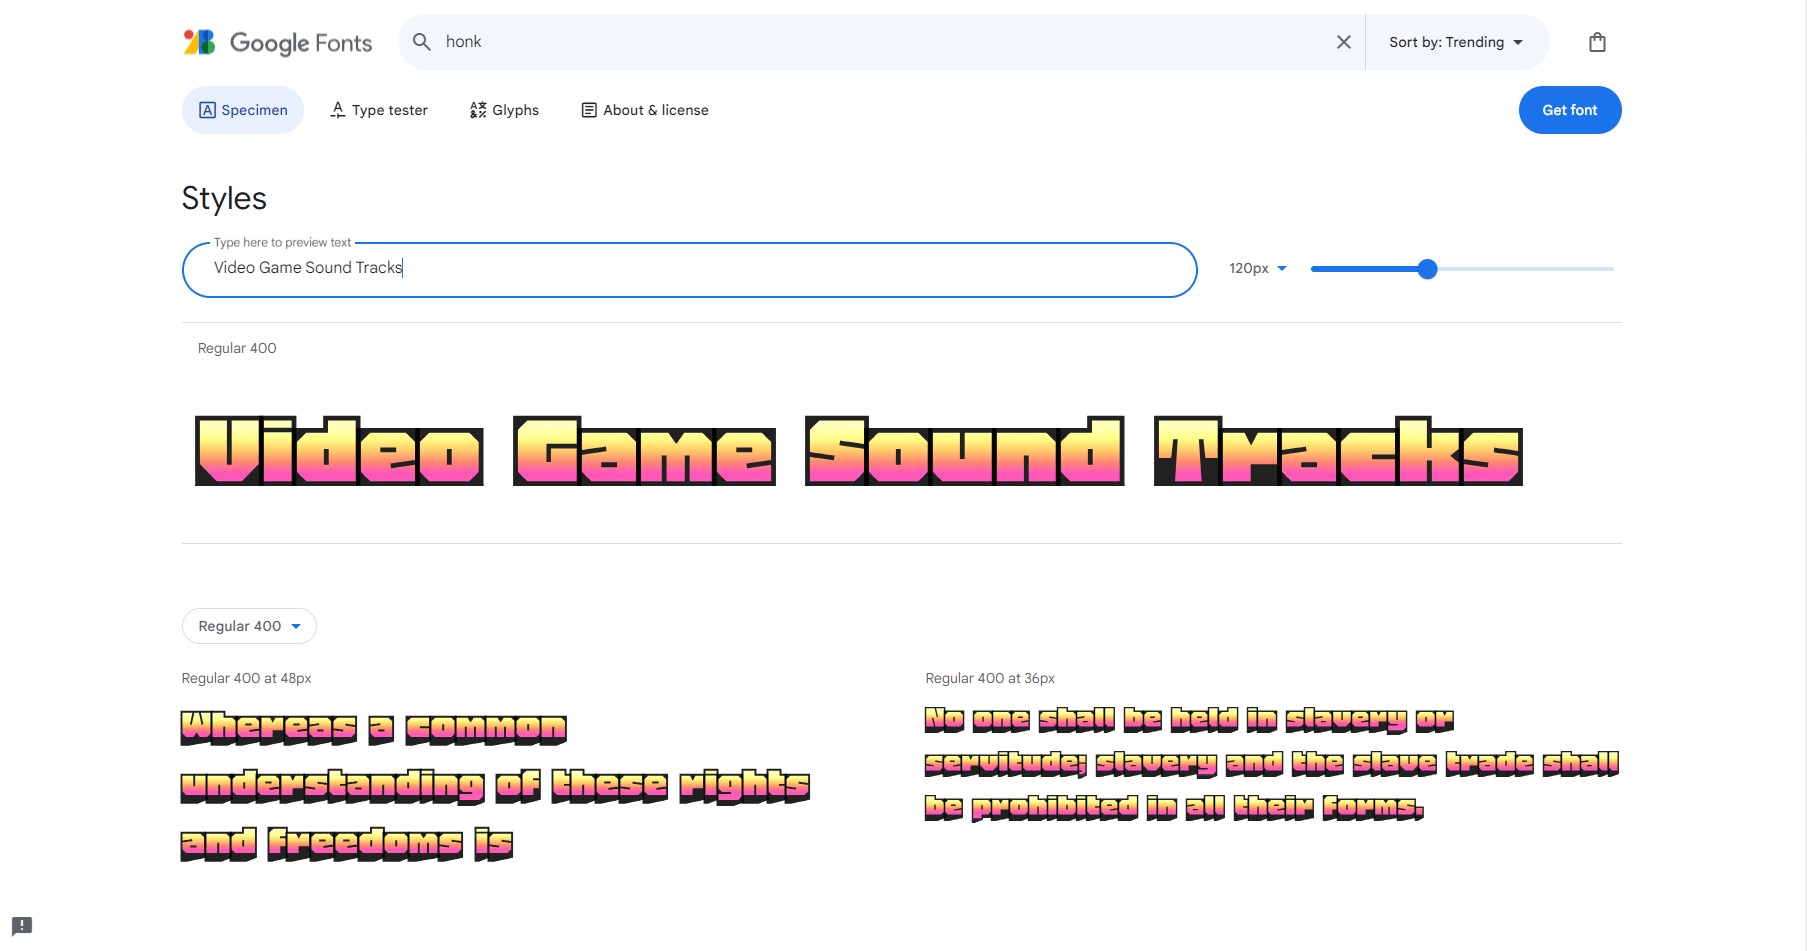 Google Fonts
honk
Sort by: Trending
Specimen
Type tester
Glyphs
About & license
Get font
Styles
Type here to preview text
Video Game Sound Tracks
120px
Regular 400
Video Game Sound Tracks
Regular 400
Regular 400 at 48px
Whereas a common
understanding of these rights
and freedoms is
Regular 400 at 36px
No one shall be held in slavery or
servitude; slavery and the slave trade shall
be prohibited in all their forms.